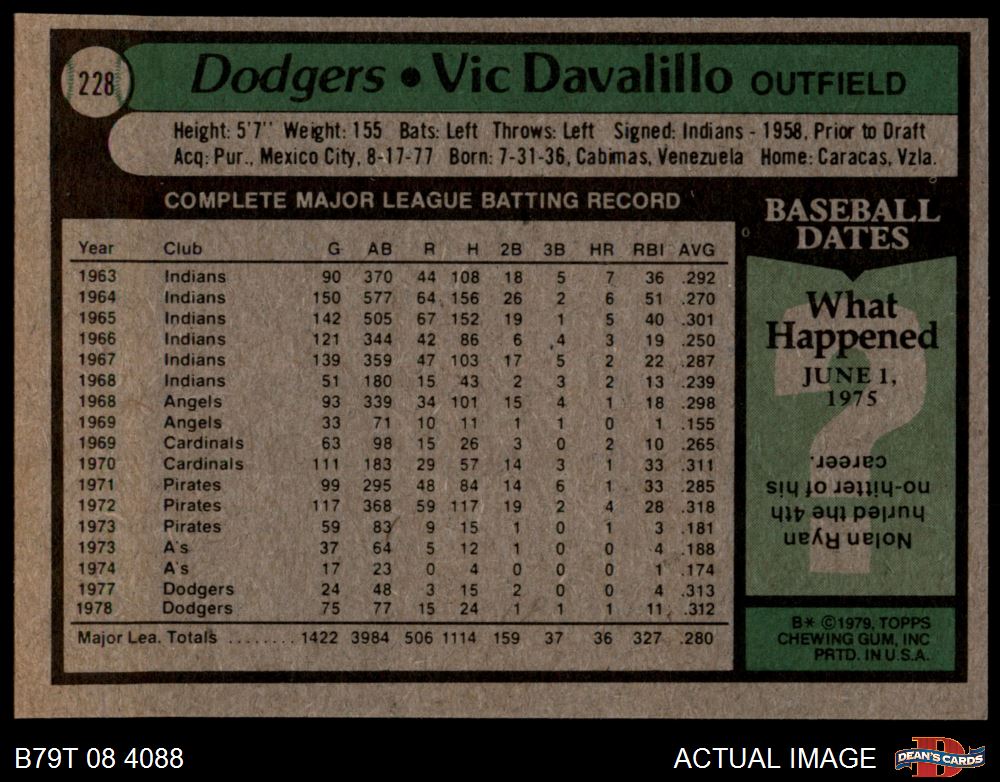 228
Dodgers • Vic Davalillo OUTFIELD
Height: 5'7" Weight: 155 Bats: Left Throws: Left Signed: Indians - 1958, Prior to Draft
Acq: Pur., Mexico City, 8-17-77 Born: 7-31-36, Cabimas, Venezuela Home: Caracas, Vzla.
COMPLETE MAJOR LEAGUE BATTING RECORD
Year Club G AB R H 2B 3B HR RBI AVG
1963 Indians 90 370 44 108 18 5 7 36 .292
1964 Indians 150 577 64 156 26 2 6 51 .270
1965 Indians 142 505 67 152 19 1 5 40 .301
1966 Indians 121 344 42 86 6 4 3 19 .250
1967 Indians 139 359 47 103 17 5 2 22 .287
1968 Indians 51 180 15 43 2 3 2 13 .239
1968 Angels 93 339 34 101 15 4 1 18 .298
1969 Angels 33 71 10 11 1 1 0 1 .155
1969 Cardinals 63 98 15 26 3 0 2 10 .265
1970 Cardinals 111 183 29 57 14 3 1 33 .311
1971 Pirates 99 295 48 84 14 6 1 33 .285
1972 Pirates 117 368 59 117 19 2 4 28 .318
1973 Pirates 59 83 9 15 1 0 1 3 .181
1973 A's 37 64 5 12 1 0 0 4 .188
1974 A's 17 23 0 4 0 0 0 1 .174
1977 Dodgers 24 48 3 15 2 0 0 4 .313
1978 Dodgers 75 77 15 24 1 1 1 11 .312
Major Lea. Totals ........ 1422 3984 506 1114 159 37 36 327 .280
BASEBALL
DATES
What
Happened
JUNE 1,
1975
Nolan Ryan
hurled the 4th
no-hitter of his
career.
B* ©1979, TOPPS
CHEWING GUM, INC
PRTD. IN U.S.A.
B79T 08 4088
ACTUAL IMAGE
D
DEAN'S CARDS